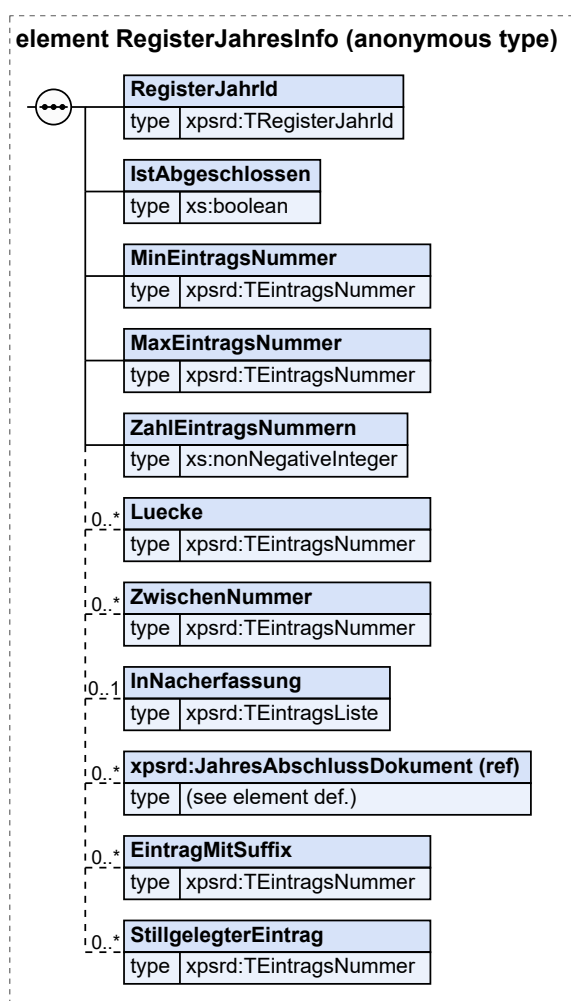 element RegisterJahresInfo (anonymous type)
RegisterJahrId
type xpsrd:TRegisterJahrId
IstAbgeschlossen
type xs:boolean
MinEintragsNummer
type xpsrd:TEintragsNummer
MaxEintragsNummer
type xpsrd:TEintragsNummer
ZahlEintragsNummern
type xs:nonNegativeInteger
0..* Luecke
type xpsrd:TEintragsNummer
0..* ZwischenNummer
type xpsrd:TEintragsNummer
0..1 InNacherfassung
type xpsrd:TEintragsListe
0..* xpsrd:JahresAbschlussDokument (ref)
type (see element def.)
0..* EintragMitSuffix
type xpsrd:TEintragsNummer
0..* StillgelegterEintrag
type xpsrd:TEintragsNummer